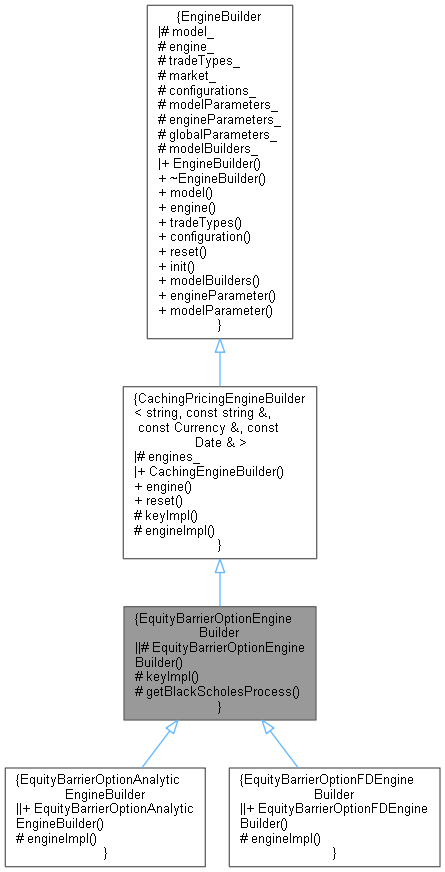 {EngineBuilder
|# model_
# engine_
# tradeTypes_
# market_
# configurations_
# modelParameters_
# engineParameters_
# globalParameters_
# modelBuilders_
|+ EngineBuilder()
+ ~EngineBuilder()
+ model()
+ engine()
+ tradeTypes()
+ configuration()
+ reset()
+ init()
+ modelBuilders()
+ engineParameter()
+ modelParameter()
}
{CachingPricingEngineBuilder
< string, const string &,
const Currency &, const
Date & >
|# engines_
|+ CachingEngineBuilder()
+ engine()
+ reset()
# keyImpl()
# engineImpl()
}
{EquityBarrierOptionEngine
Builder
||# EquityBarrierOptionEngine
Builder()
# keyImpl()
# getBlackScholesProcess()
}
{EquityBarrierOptionAnalytic
EngineBuilder
||+ EquityBarrierOptionAnalytic
EngineBuilder()
# engineImpl()
}
{EquityBarrierOptionFDEngine
Builder
||+ EquityBarrierOptionFDEngine
Builder()
# engineImpl()
}